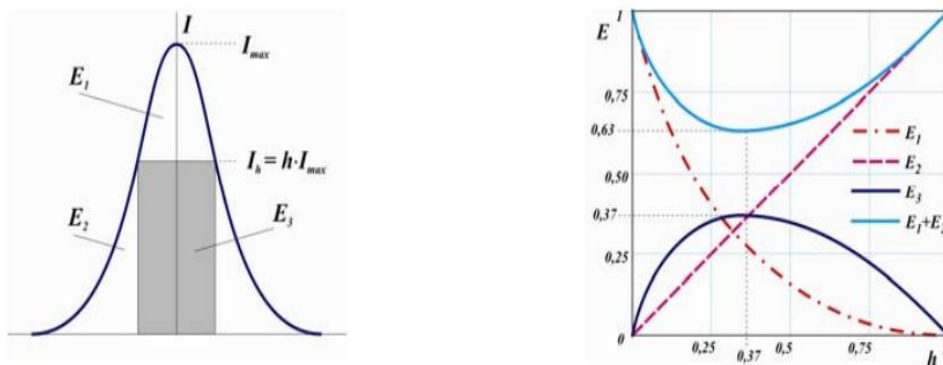 I
I_max
E_1
I_h = h·I_max
E_2
E_3
1
E
0,75
0,63
0,50
0,37
0,25
0
E_1
E_2
E_3
E_1+E_2
0,25
0,37
0,5
0,75
h